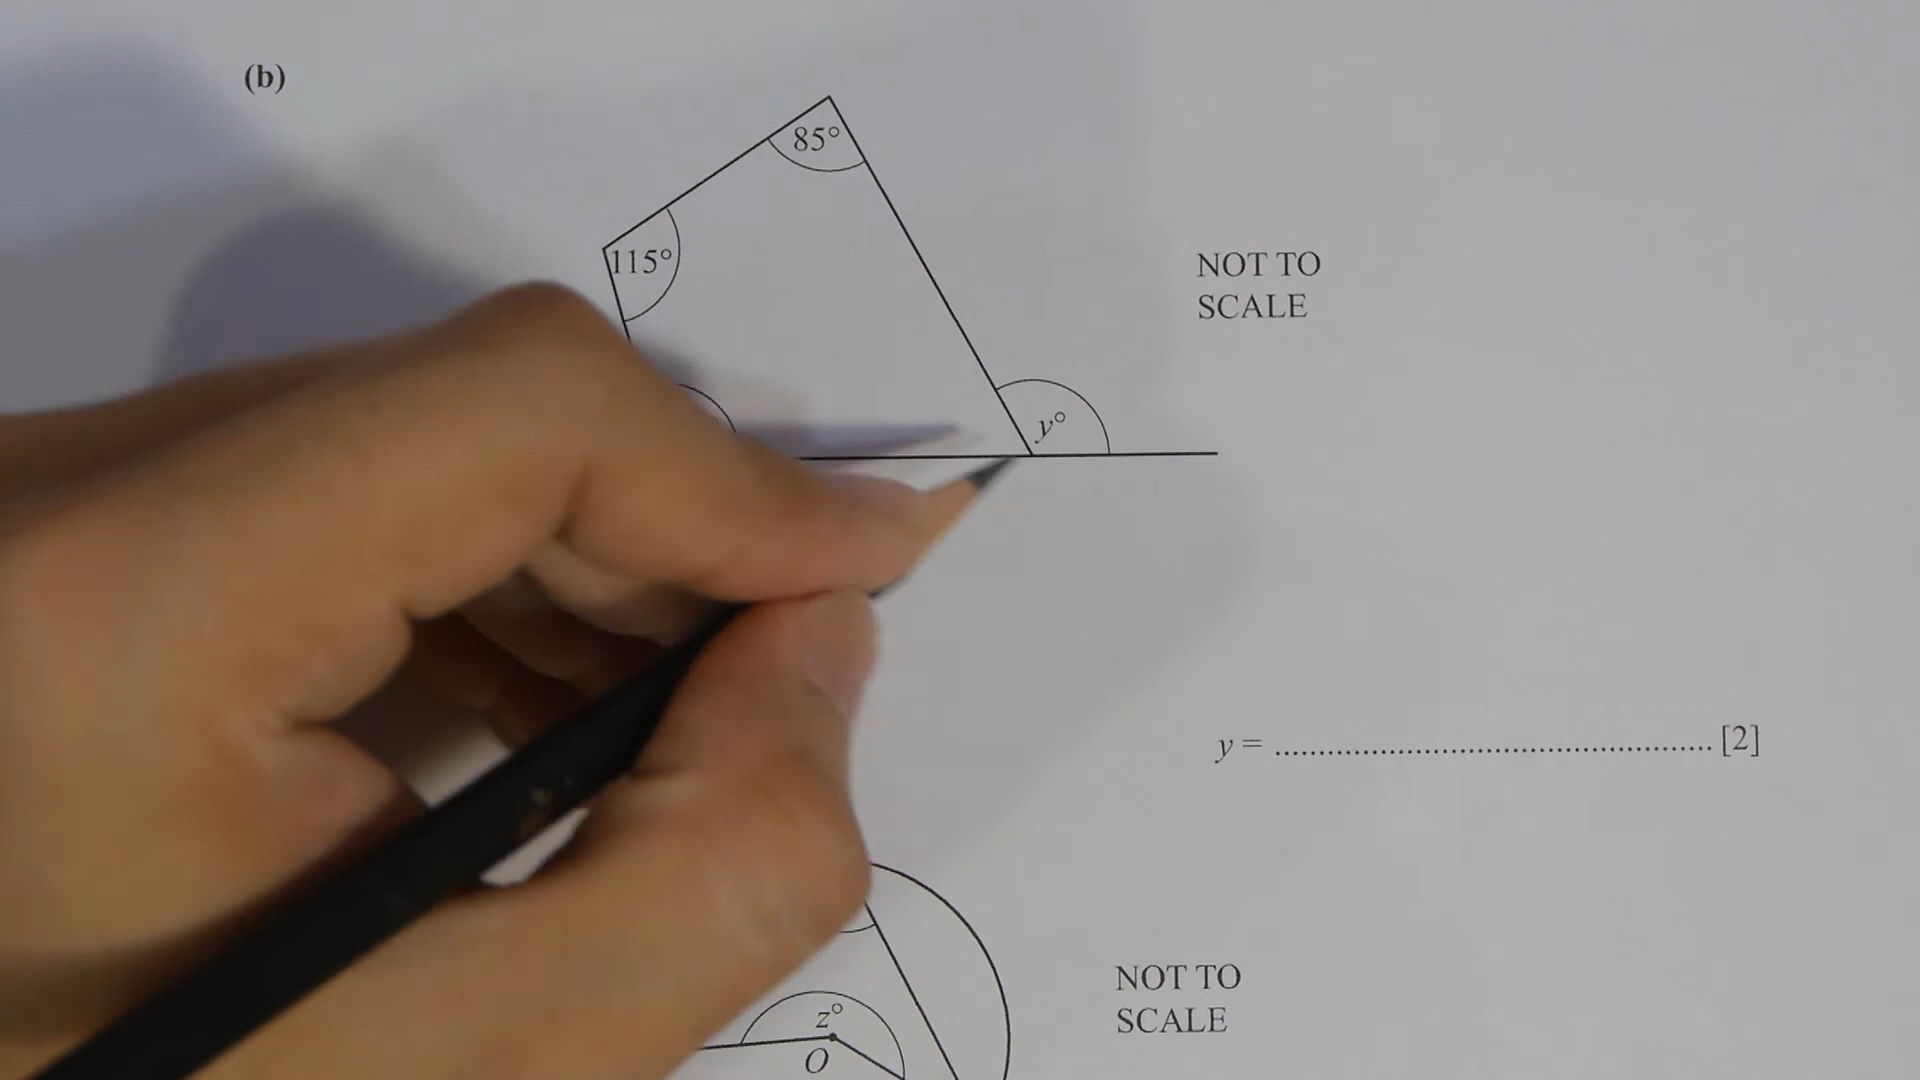 (b)
85°
115°
NOT TO
SCALE
y°
y = ................................................ [2]
NOT TO
SCALE
z°
O